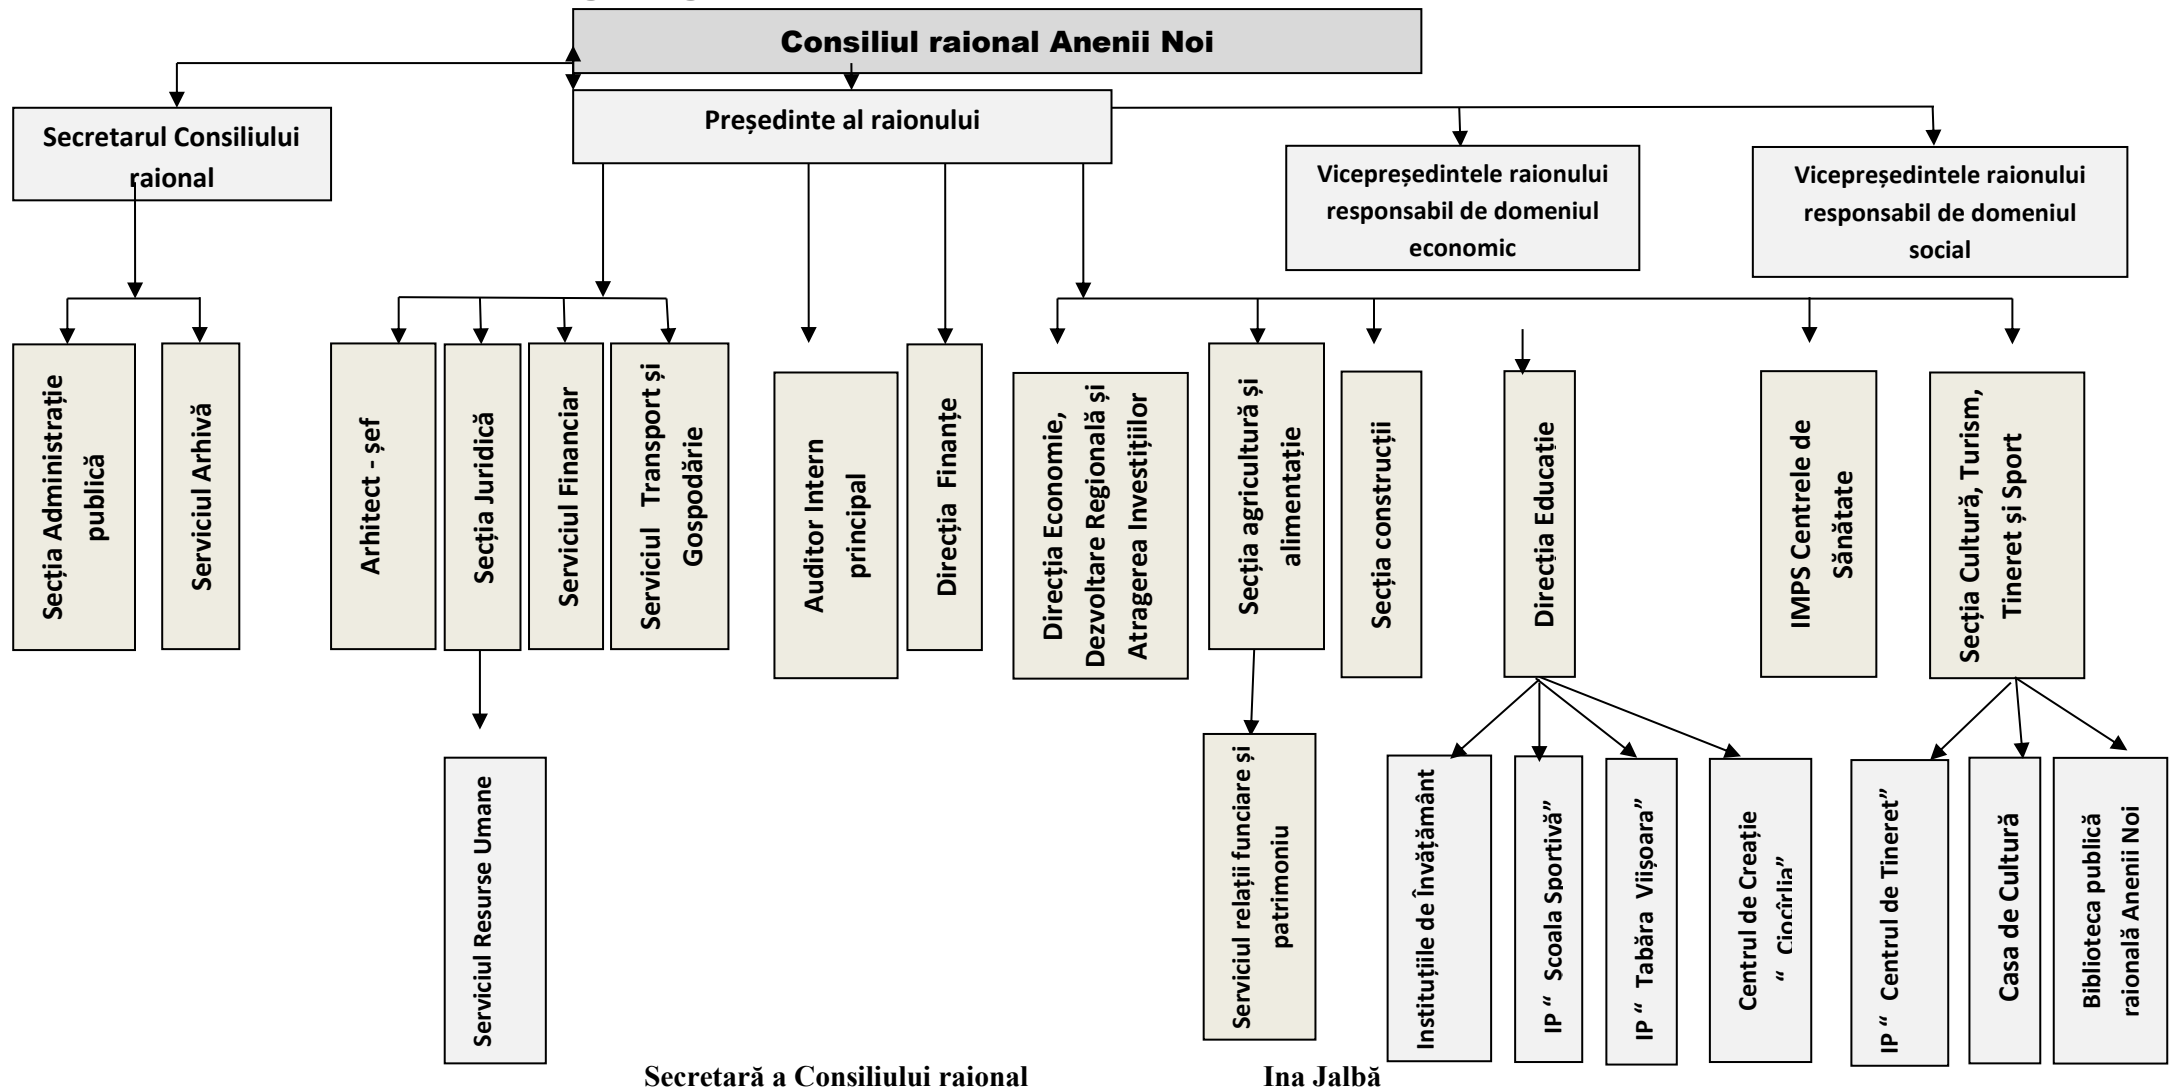 Consiliul raional Anenii Noi
Secretarul Consiliului
raional
Președinte al raionului
Vicepreședintele raionului
responsabil de domeniul
economic
Vicepreședintele raionului
responsabil de domeniul
social
Secția Administrație
publică
Serviciul Arhivă
Arhitect - șef
Secția Juridică
Serviciul Financiar
Serviciul Transport și
Gospodărie
Auditor Intern
principal
Direcția Finanțe
Direcția Economie,
Dezvoltare Regională și
Atragerea Investițiilor
Secția agricultură și
alimentație
Secția construcții
Direcția Educație
IMPS Centrele de
Sănătate
Secția Cultură, Turism,
Tineret și Sport
Serviciul Resurse Umane
Serviciul relații funciare și
patrimoniu
Instituțiile de Învățământ
IP “ Scoala Sportivă”
IP “ Tabăra Viișoara”
Centrul de Creație
“ Ciocîrlia”
IP “ Centrul de Tineret”
Casa de Cultură
Biblioteca publică
raională Anenii Noi
Secretară a Consiliului raional Ina Jalbă